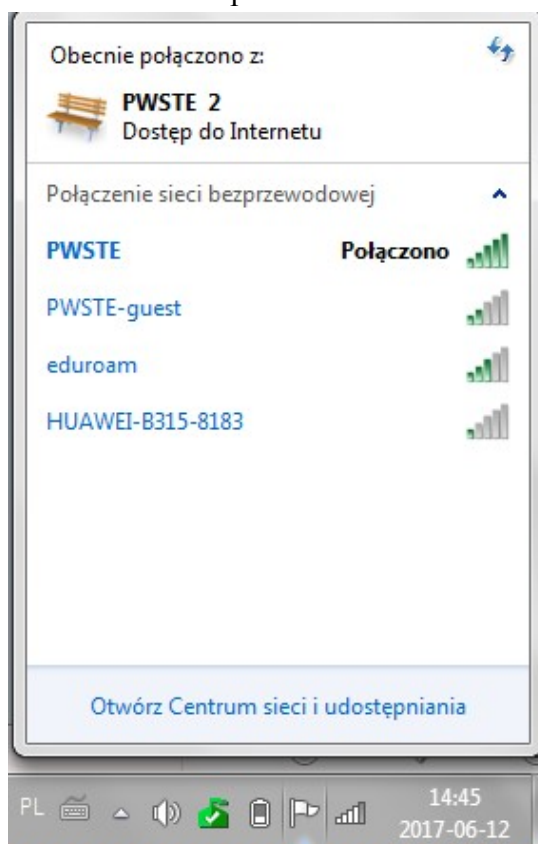 Obecnie połączono z:
PWSTE 2
Dostęp do Internetu
Połączenie sieci bezprzewodowej
PWSTE Połączono
PWSTE-guest
eduroam
HUAWEI-B315-8183
Otwórz Centrum sieci i udostępniania
PL 14:45
2017-06-12